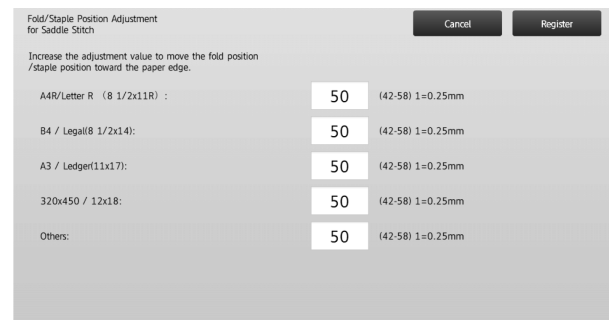 Fold/Staple Position Adjustment
for Saddle Stitch
Cancel
Register
Increase the adjustment value to move the fold position
/staple position toward the paper edge.
A4R/Letter R （8 1/2x11R）: 50 (42-58) 1=0.25mm
B4 / Legal(8 1/2x14): 50 (42-58) 1=0.25mm
A3 / Ledger(11x17): 50 (42-58) 1=0.25mm
320x450 / 12x18: 50 (42-58) 1=0.25mm
Others: 50 (42-58) 1=0.25mm